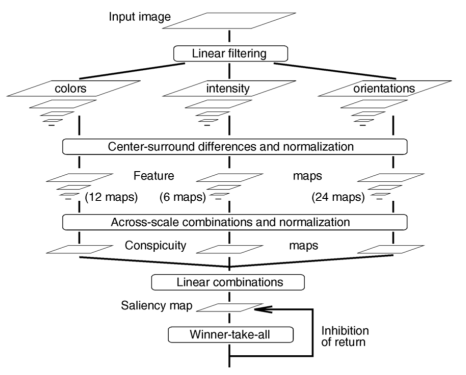 Input image
Linear filtering
colors intensity orientations
Center-surround differences and normalization
Feature maps
(12 maps) (6 maps) (24 maps)
Across-scale combinations and normalization
Conspicuity maps
Linear combinations
Saliency map
Winner-take-all
Inhibition
of return